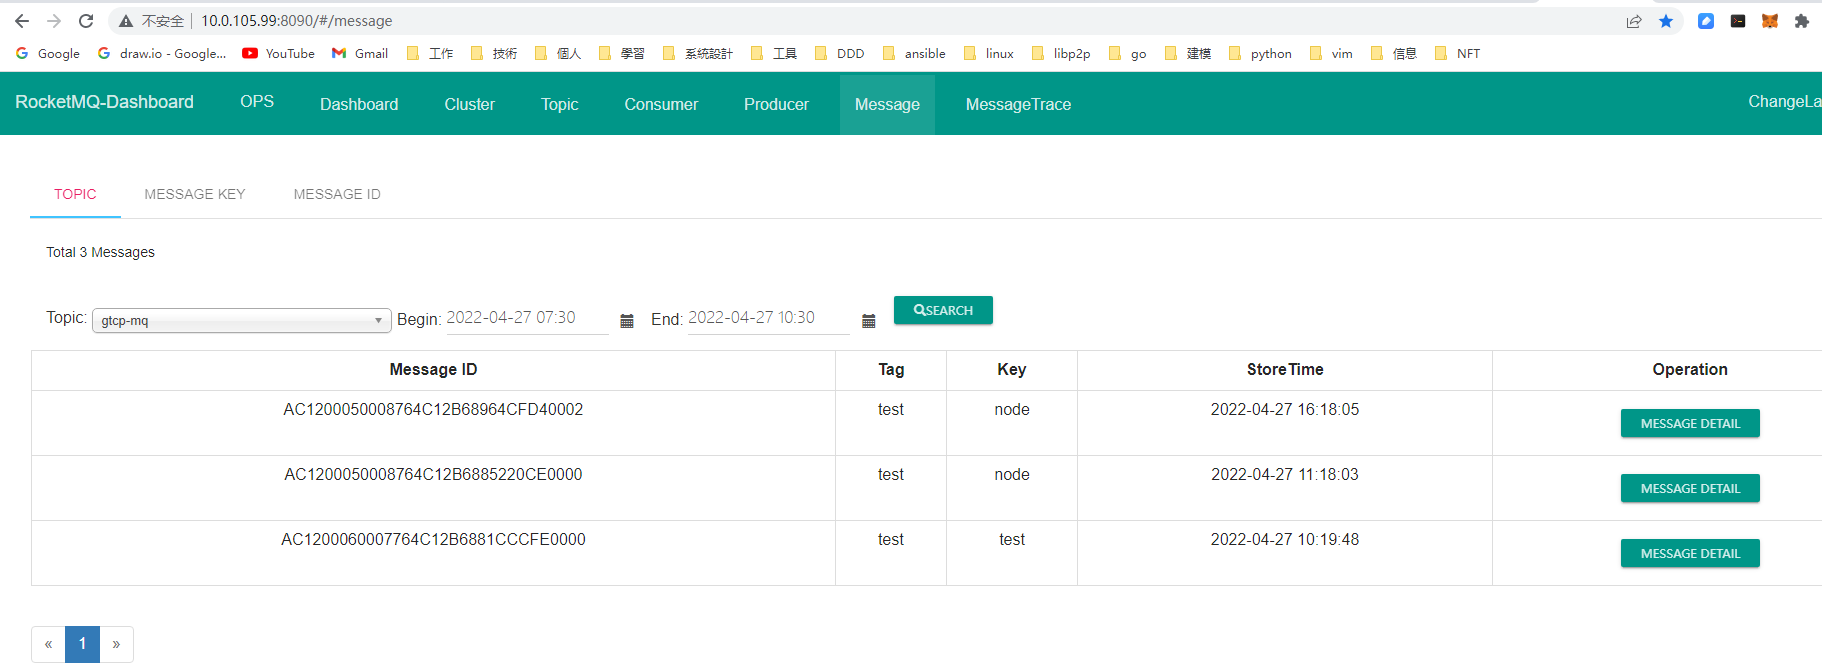 不安全 10.0.105.99:8090/#/message
Google draw.io - Google... YouTube Gmail 工作 技術 個人 學習 系統設計 工具 DDD ansible linux libp2p go 建模 python vim 信息 NFT
RocketMQ-Dashboard OPS Dashboard Cluster Topic Consumer Producer Message MessageTrace ChangeLa
TOPIC MESSAGE KEY MESSAGE ID
Total 3 Messages
Topic: gtcp-mq Begin: 2022-04-27 07:30 End: 2022-04-27 10:30 SEARCH
Message ID Tag Key StoreTime Operation
AC1200050008764C12B68964CFD40002 test node 2022-04-27 16:18:05 MESSAGE DETAIL
AC1200050008764C12B6885220CE0000 test node 2022-04-27 11:18:03 MESSAGE DETAIL
AC1200060007764C12B6881CCCFE0000 test test 2022-04-27 10:19:48 MESSAGE DETAIL
« 1 »